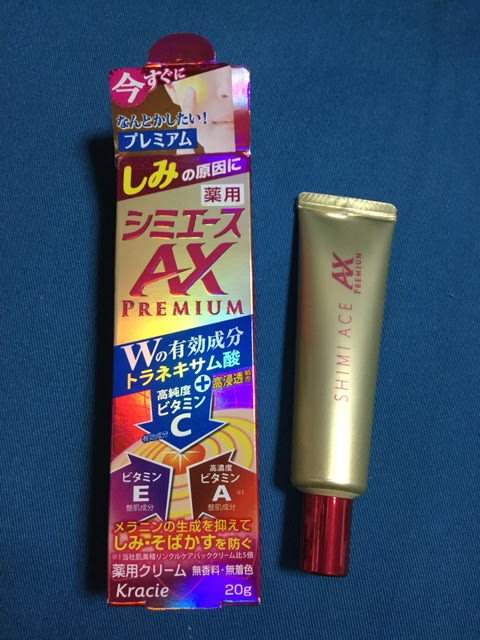 今すぐに
なんとかしたい!
プレミアム
しみの原因に
薬用
シミエース
AX
PREMIUM
Wの有効成分
トラネキサム酸
+高浸透処方
高純度
ビタミン
C
有効成分
ビタミン
E
整肌成分
高濃度
ビタミン
A
※1
整肌成分
メラニンの生成を抑えて
しみ・そばかすを防ぐ
※1当社肌美精リンクルケアパッククリーム比5倍
薬用クリーム 無香料・無着色
Kracie 20g
SHIMI ACE AX
PREMIUM